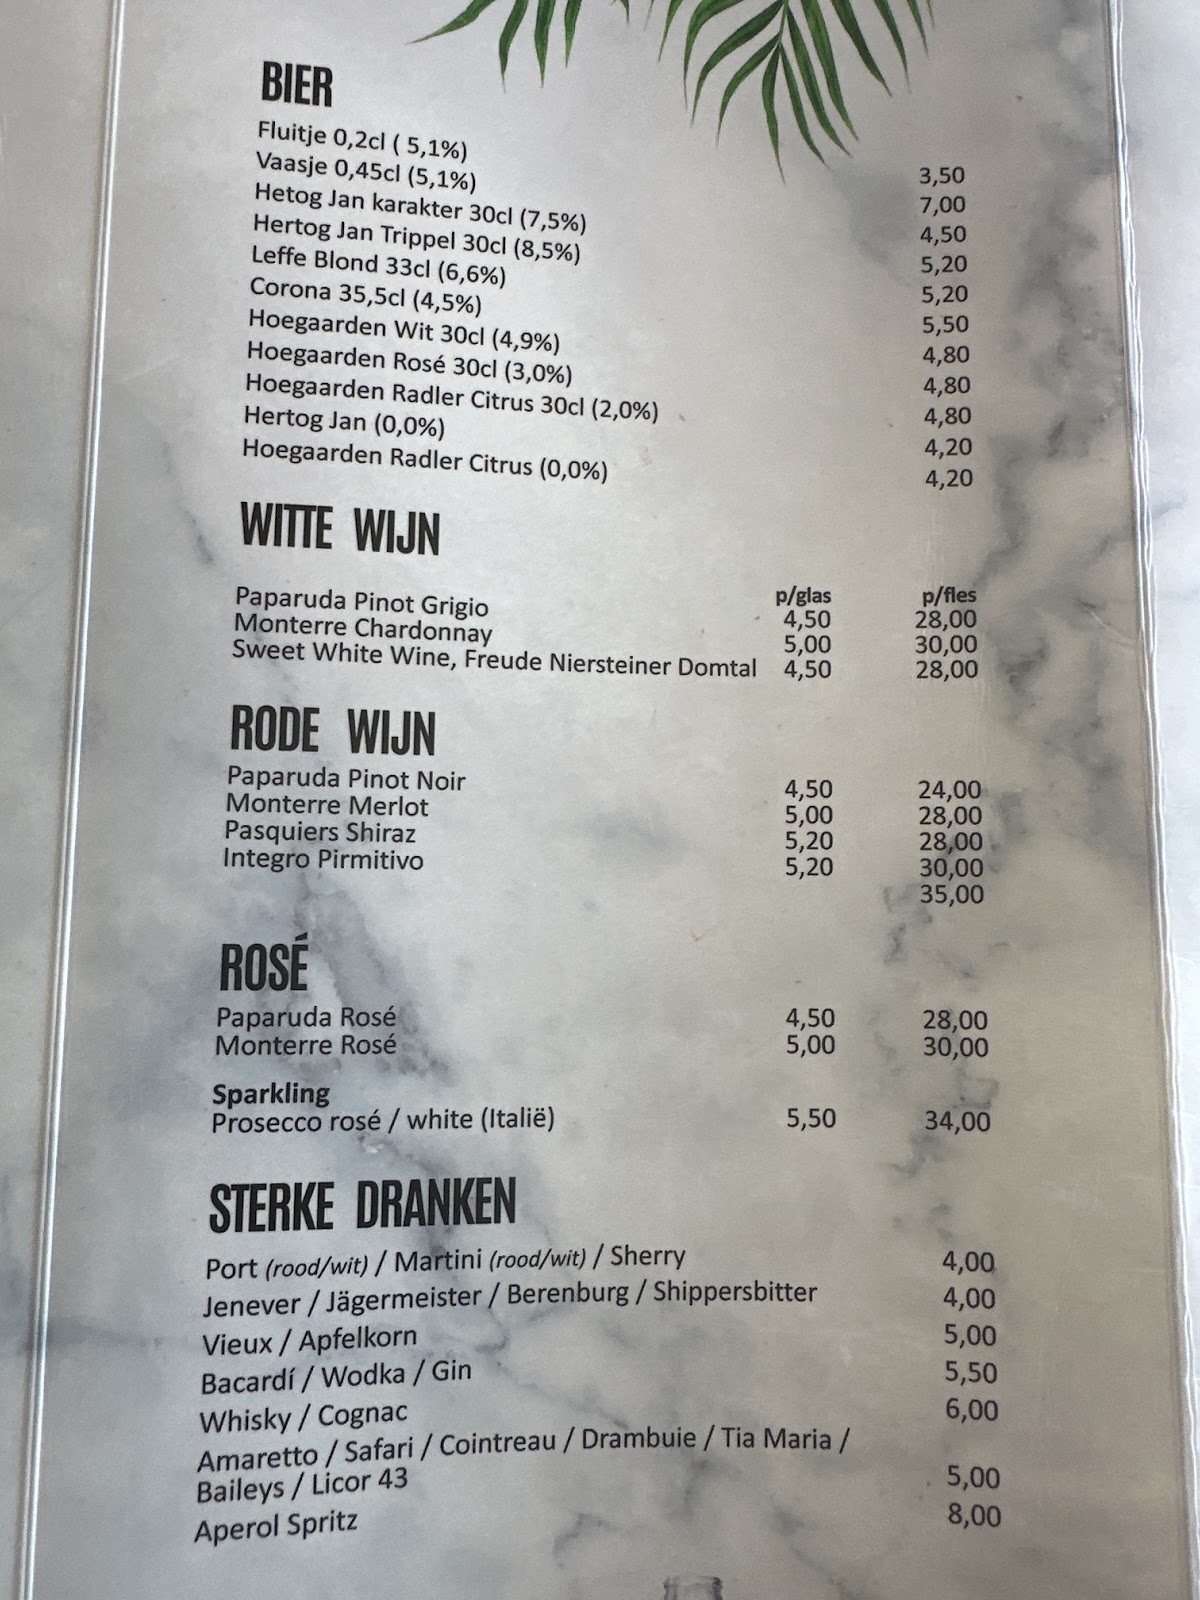 BIER
Fluitje 0,2cl ( 5,1%) 3,50
Vaasje 0,45cl (5,1%) 7,00
Hetog Jan karakter 30cl (7,5%) 4,50
Hertog Jan Trippel 30cl (8,5%) 5,20
Leffe Blond 33cl (6,6%) 5,20
Corona 35,5cl (4,5%) 5,50
Hoegaarden Wit 30cl (4,9%) 4,80
Hoegaarden Rosé 30cl (3,0%) 4,80
Hoegaarden Radler Citrus 30cl (2,0%) 4,80
Hertog Jan (0,0%) 4,20
Hoegaarden Radler Citrus (0,0%) 4,20
WITTE WIJN
p/glas p/fles
Paparuda Pinot Grigio 4,50 28,00
Monterre Chardonnay 5,00 30,00
Sweet White Wine, Freude Niersteiner Domtal 4,50 28,00
RODE WIJN
Paparuda Pinot Noir 4,50 24,00
Monterre Merlot 5,00 28,00
Pasquiers Shiraz 5,20 28,00
Integro Pirmitivo 5,20 30,00
35,00
ROSÉ
Paparuda Rosé 4,50 28,00
Monterre Rosé 5,00 30,00
Sparkling
Prosecco rosé / white (Italië) 5,50 34,00
STERKE DRANKEN
Port (rood/wit) / Martini (rood/wit) / Sherry 4,00
Jenever / Jägermeister / Berenburg / Shippersbitter 4,00
Vieux / Apfelkorn 5,00
Bacardí / Wodka / Gin 5,50
Whisky / Cognac 6,00
Amaretto / Safari / Cointreau / Drambuie / Tia Maria /
Baileys / Licor 43 5,00
Aperol Spritz 8,00